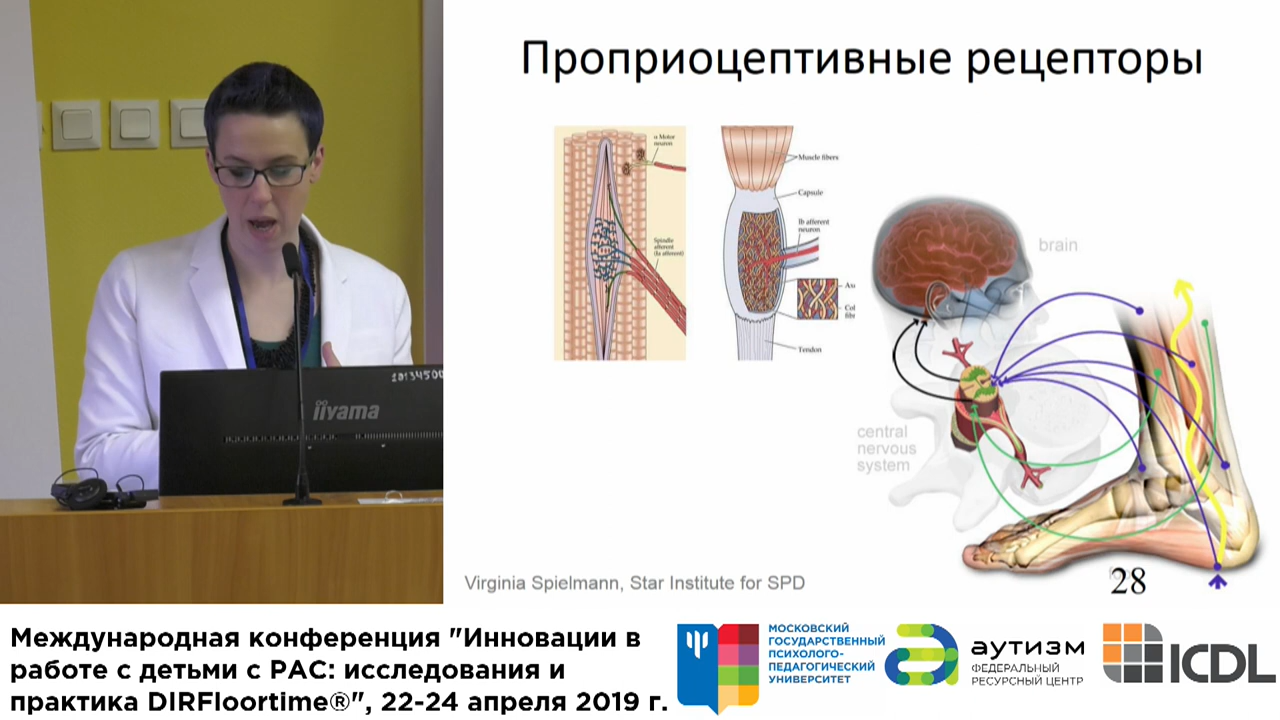 Проприоцептивные рецепторы
α Motor
neuron
Spindle
afferent
(Ia afferent)
Muscle fibers
Capsule
Ib afferent
neuron
Tendon
brain
central
nervous
system
28
Virginia Spielmann, Star Institute for SPD
iiyama
Международная конференция "Инновации в
работе с детьми с РАС: исследования и
практика DIRFloortime®", 22-24 апреля 2019 г.
МОСКОВСКИЙ
ГОСУДАРСТВЕННЫЙ
ПСИХОЛОГО-
ПЕДАГОГИЧЕСКИЙ
УНИВЕРСИТЕТ
аутизм
ФЕДЕРАЛЬНЫЙ
РЕСУРСНЫЙ ЦЕНТР
ICDL